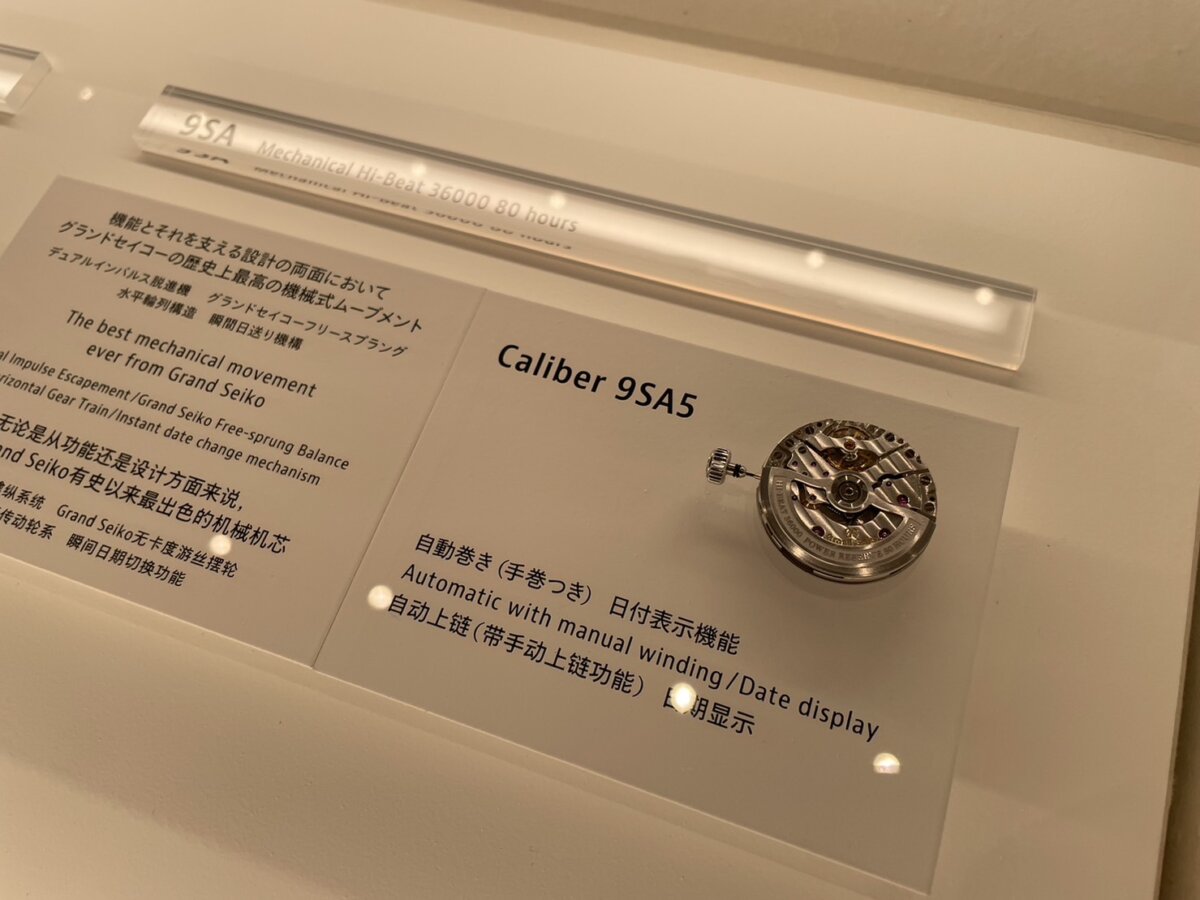 9SA Mechanical Hi-Beat 36000 80 hours
機能とそれを支える設計の両面において
グランドセイコーの歴史上最高の機械式ムーブメント
デュアルインパルス脱進機 グランドセイコーフリースプラング
水平輪列構造 瞬間日送り機構
The best mechanical movement
ever from Grand Seiko
Impulse Escapement/Grand Seiko Free-sprung Balance
Gear Train/Instant date change mechanism
无论是从功能还是设计方面来说,
Seiko有史以来最出色的机械机芯
系统 Grand Seiko无卡度游丝摆轮
传动轮系 瞬间日期切换功能
Caliber 9SA5
HI-BEAT 36000 POWER RESERVE 80 HOURS
自動巻き(手巻つき) 日付表示機能
Automatic with manual winding/Date display
自动上链(带手动上链功能) 日期显示